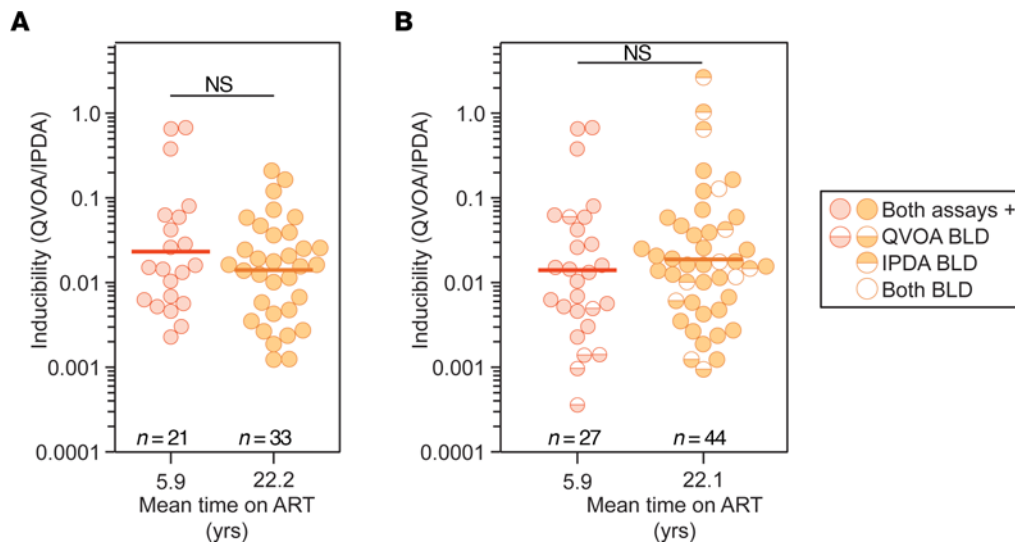 A
Inducibility (QVOA/IPDA)
1.0
0.1
0.01
0.001
0.0001
NS
n = 21
n = 33
5.9
22.2
Mean time on ART
(yrs)
B
Inducibility (QVOA/IPDA)
1.0
0.1
0.01
0.001
0.0001
NS
n = 27
n = 44
5.9
22.1
Mean time on ART
(yrs)
Both assays +
QVOA BLD
IPDA BLD
Both BLD